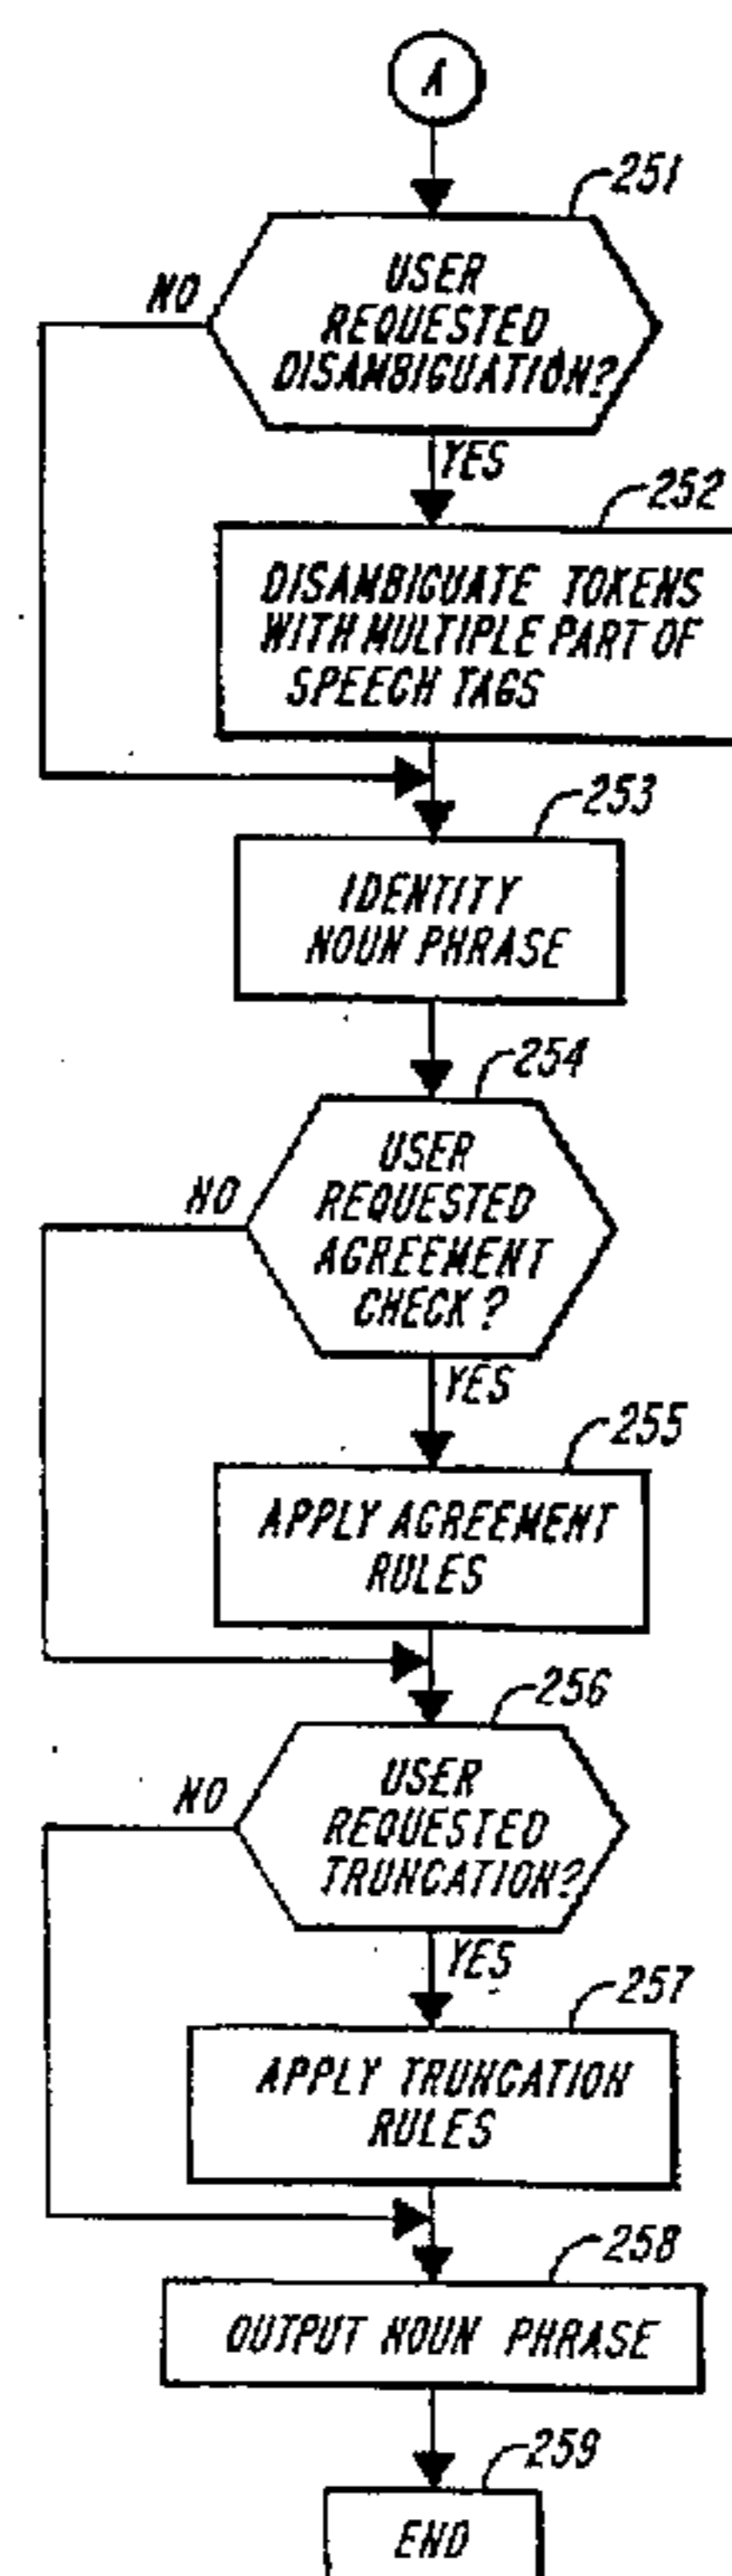 A
251
USER
REQUESTED
DISAMBIGUATION?
NO
YES
252
DISAMBIGUATE TOKENS
WITH MULTIPLE PART OF
SPEECH TAGS
253
IDENTITY
NOUN PHRASE
254
USER
REQUESTED
AGREEMENT
CHECK?
NO
YES
255
APPLY AGREEMENT
RULES
256
USER
REQUESTED
TRUNCATION?
NO
YES
257
APPLY TRUNCATION
RULES
258
OUTPUT NOUN PHRASE
259
END